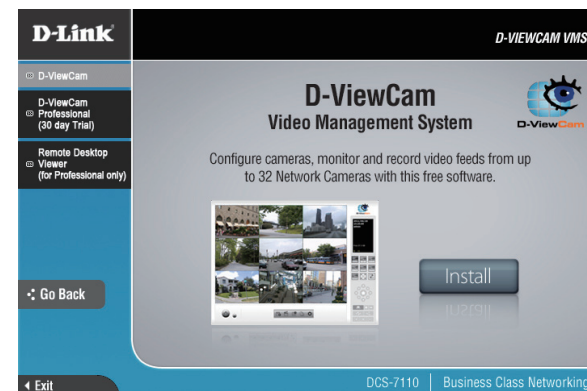 D-Link
D-VIEWCAM VMS
D-ViewCam
D-ViewCam
Professional
(30 day Trial)
Remote Desktop
Viewer
(for Professional only)
Go Back
Exit
D-ViewCam
Video Management System
D-ViewCam
Configure cameras, monitor and record video feeds from up
to 32 Network Cameras with this free software.
Install
DCS-7110
Business Class Networking